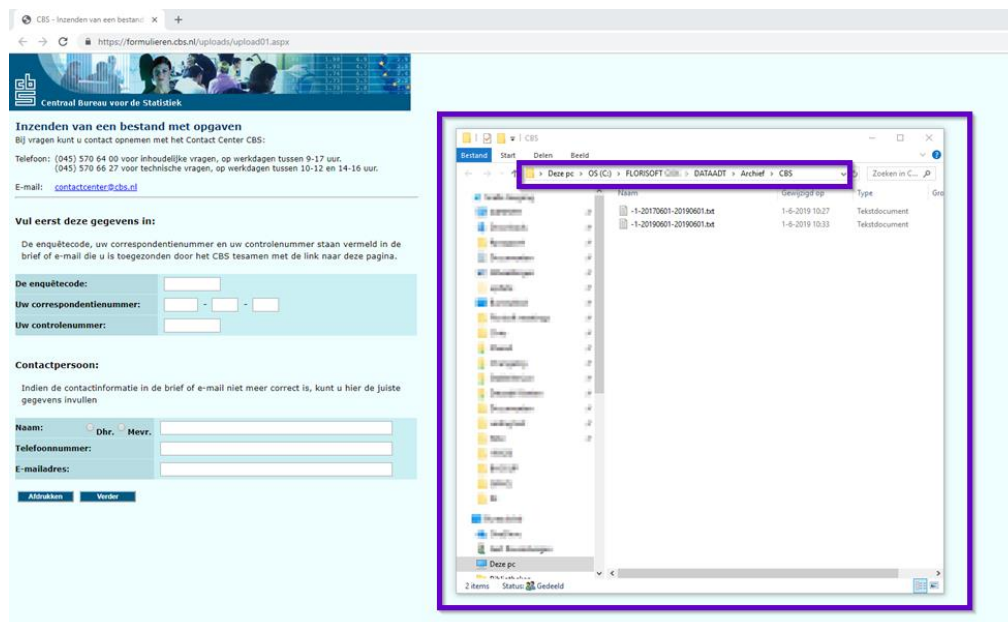 CBS - Inzenden van een bestand
https://formulieren.cbs.nl/uploads/upload01.aspx
cbs
Centraal Bureau voor de Statistiek
Inzenden van een bestand met opgaven
Bij vragen kunt u contact opnemen met het Contact Center CBS:
Telefoon: (045) 570 64 00 voor inhoudelijke vragen, op werkdagen tussen 9-17 uur.
(045) 570 66 27 voor technische vragen, op werkdagen tussen 10-12 en 14-16 uur.
E-mail: contactcenter@cbs.nl
Vul eerst deze gegevens in:
De enquêtecode, uw correspondentienummer en uw controlenummer staan vermeld in de
brief of e-mail die u is toegezonden door het CBS tesamen met de link naar deze pagina.
De enquêtecode:
Uw correspondentienummer: - -
Uw controlenummer:
Contactpersoon:
Indien de contactinformatie in de brief of e-mail niet meer correct is, kunt u hier de juiste
gegevens invullen
Naam: Dhr. Mevr.
Telefoonnummer:
E-mailadres:
Afdrukken Verder
CBS
Bestand Start Delen Beeld
Deze pc › OS (C:) › FLORISOFT › DATAADT › Archief › CBS
Zoeken in C...
Naam Gewijzigd op Type Gro
-1-20170601-20190601.txt 1-6-2019 10:27 Tekstdocument
-1-20190601-20190601.txt 1-6-2019 10:33 Tekstdocument
update
Deze pc
2 items Status: Gedeeld